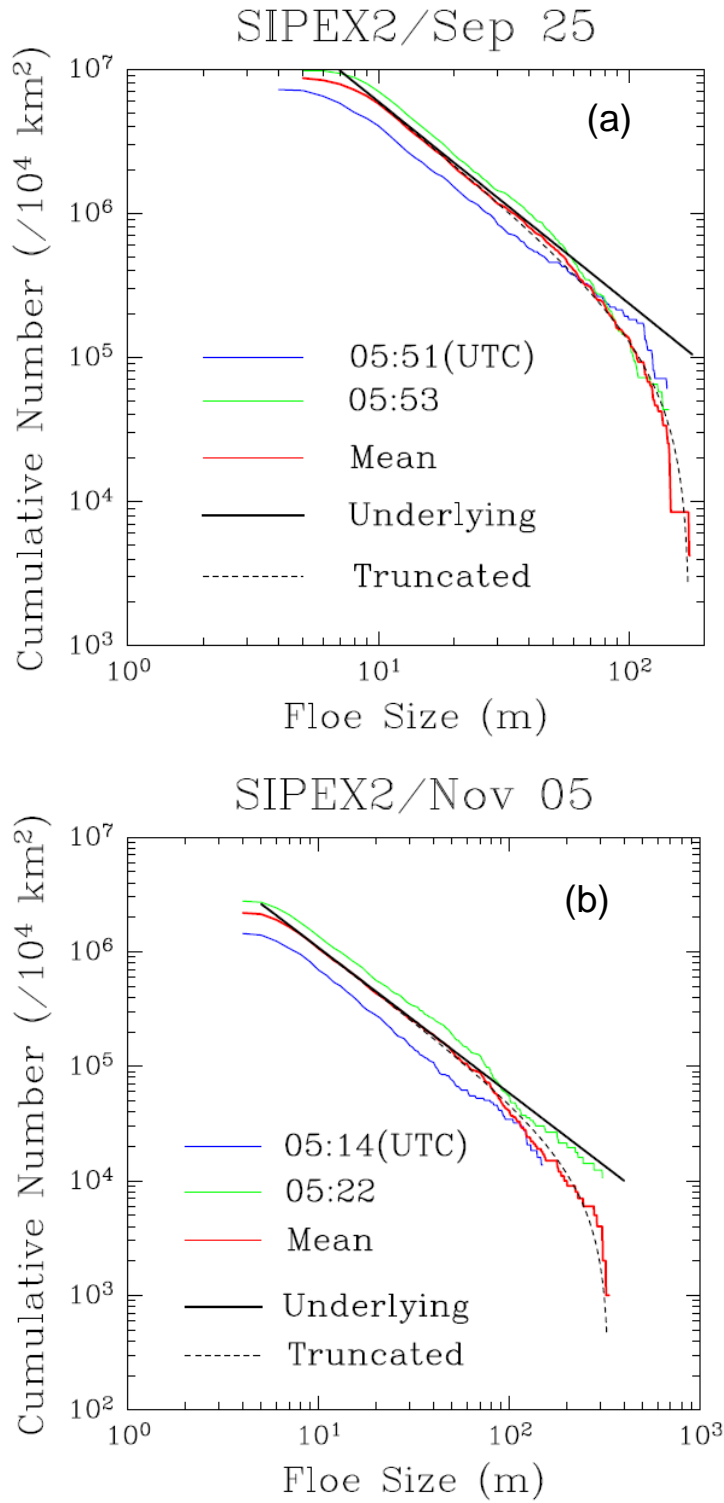 SIPEX2/Sep 25
(a)
Cumulative Number (/10⁴ km²)
10⁷
10⁶
10⁵
10⁴
10³
05:51(UTC)
05:53
Mean
Underlying
Truncated
10⁰
10¹
10²
Floe Size (m)
SIPEX2/Nov 05
(b)
Cumulative Number (/10⁴ km²)
10⁷
10⁶
10⁵
10⁴
10³
10²
05:14(UTC)
05:22
Mean
Underlying
Truncated
10⁰
10¹
10²
10³
Floe Size (m)